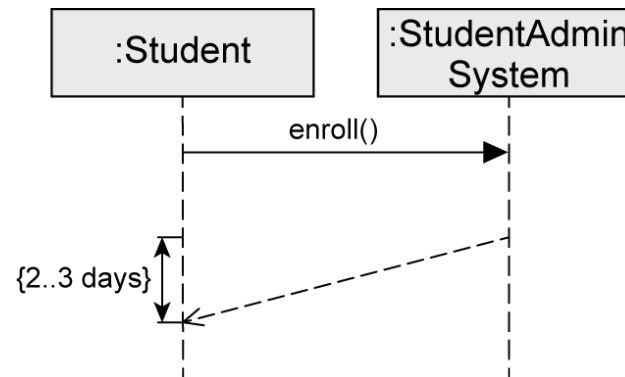 :Student
:StudentAdmin
System
enroll()
{2..3 days}